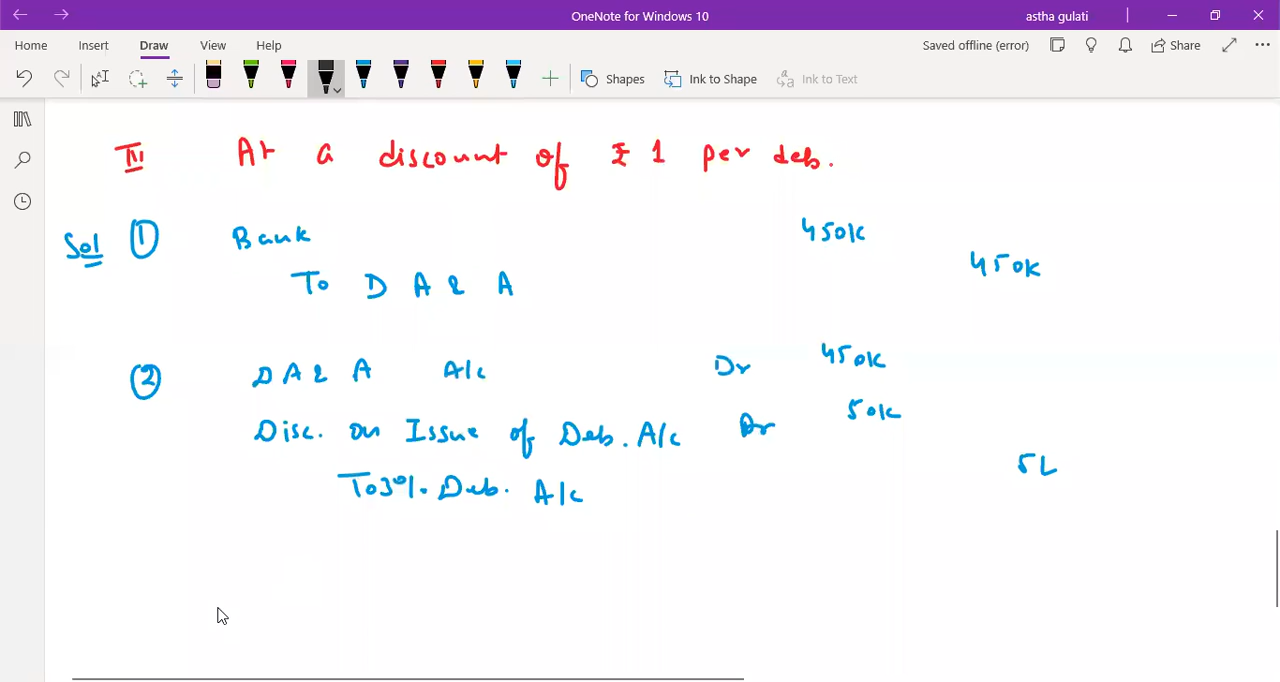 OneNote for Windows 10
astha gulati
Home Insert Draw View Help
Saved offline (error)
Share
Shapes
Ink to Shape
Ink to Text
III At a discount of ₹ 1 per deb.
Sol ① Bank 450K
To D A & A 450K
② D A & A A/c Dr 450K
Disc. on Issue of Deb. A/c Dr 50K
To 3% Deb. A/c 5L